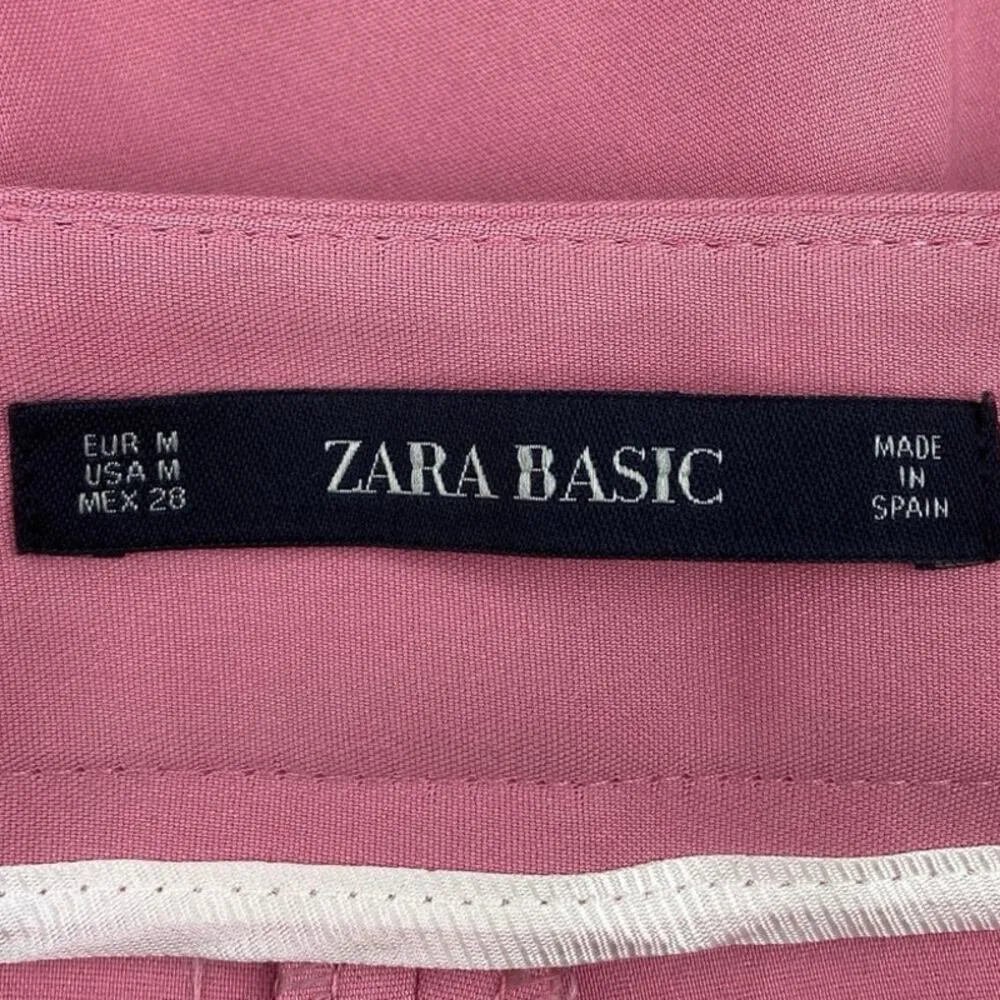 EUR M
USA M
MEX 28
ZARA BASIC
MADE
IN
SPAIN